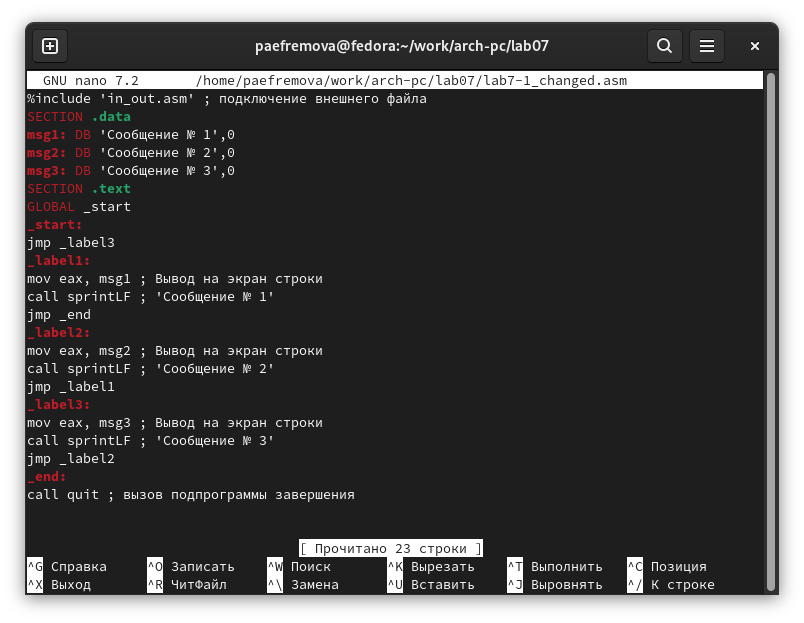 paefremova@fedora:~/work/arch-pc/lab07
GNU nano 7.2 /home/paefremova/work/arch-pc/lab07/lab7-1_changed.asm
%include 'in_out.asm' ; подключение внешнего файла
SECTION .data
msg1: DB 'Сообщение № 1',0
msg2: DB 'Сообщение № 2',0
msg3: DB 'Сообщение № 3',0
SECTION .text
GLOBAL _start
_start:
jmp _label3
_label1:
mov eax, msg1 ; Вывод на экран строки
call sprintLF ; 'Сообщение № 1'
jmp _end
_label2:
mov eax, msg2 ; Вывод на экран строки
call sprintLF ; 'Сообщение № 2'
jmp _label1
_label3:
mov eax, msg3 ; Вывод на экран строки
call sprintLF ; 'Сообщение № 3'
jmp _label2
_end:
call quit ; вызов подпрограммы завершения
[ Прочитано 23 строки ]
^G Справка ^O Записать ^W Поиск ^K Вырезать ^T Выполнить ^C Позиция
^X Выход ^R ЧитФайл ^\ Замена ^U Вставить ^J Выровнять ^/ К строке